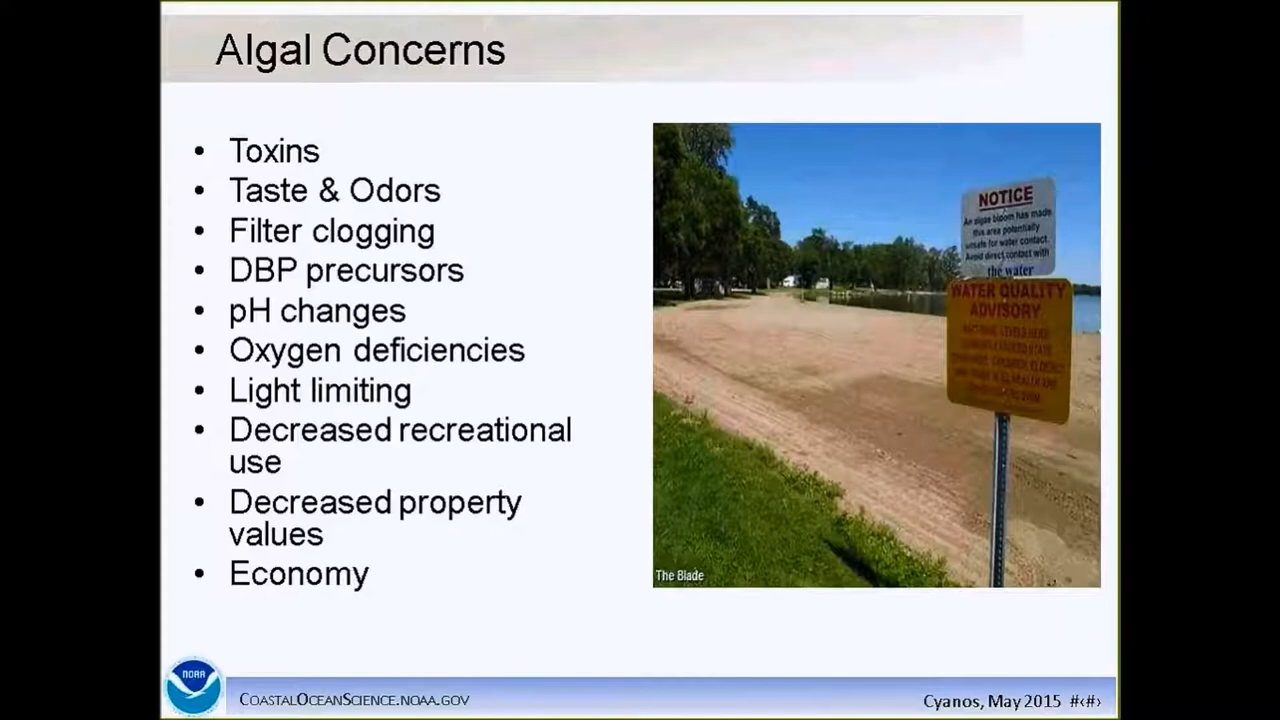 Algal Concerns
• Toxins
• Taste & Odors
• Filter clogging
• DBP precursors
• pH changes
• Oxygen deficiencies
• Light limiting
• Decreased recreational
use
• Decreased property
values
• Economy
NOTICE
An algae bloom has made
this area potentially
unsafe for water contact.
Avoid direct contact with
the water
WATER QUALITY
ADVISORY
The Blade
NOAA
COASTALOCEANSCIENCE.NOAA.GOV
Cyanos, May 2015 #‹#›